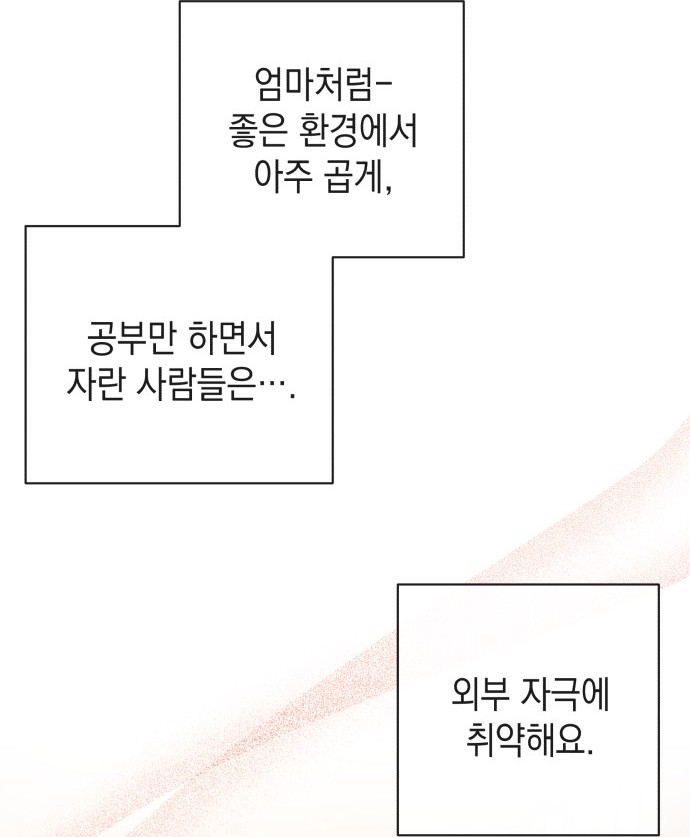 엄마처럼-
좋은 환경에서
아주 곱게,
공부만 하면서
자란 사람들은….
외부 자극에
취약해요.